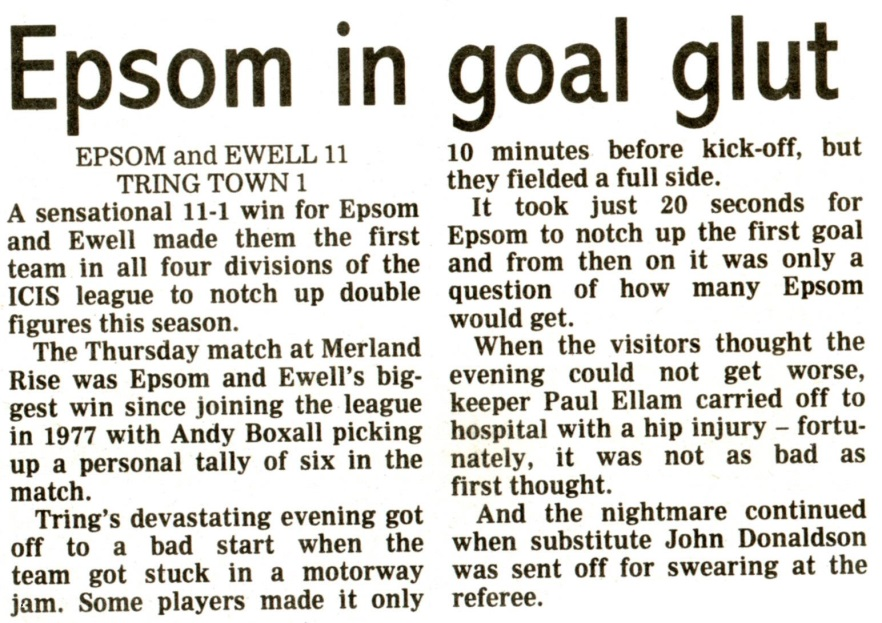 Epsom in goal glut
EPSOM and EWELL 11
TRING TOWN 1
A sensational 11-1 win for Epsom
and Ewell made them the first
team in all four divisions of the
ICIS league to notch up double
figures this season.
The Thursday match at Merland
Rise was Epsom and Ewell's big-
gest win since joining the league
in 1977 with Andy Boxall picking
up a personal tally of six in the
match.
Tring's devastating evening got
off to a bad start when the
team got stuck in a motorway
jam. Some players made it only
10 minutes before kick-off, but
they fielded a full side.
It took just 20 seconds for
Epsom to notch up the first goal
and from then on it was only a
question of how many Epsom
would get.
When the visitors thought the
evening could not get worse,
keeper Paul Ellam carried off to
hospital with a hip injury – fortu-
nately, it was not as bad as
first thought.
And the nightmare continued
when substitute John Donaldson
was sent off for swearing at the
referee.